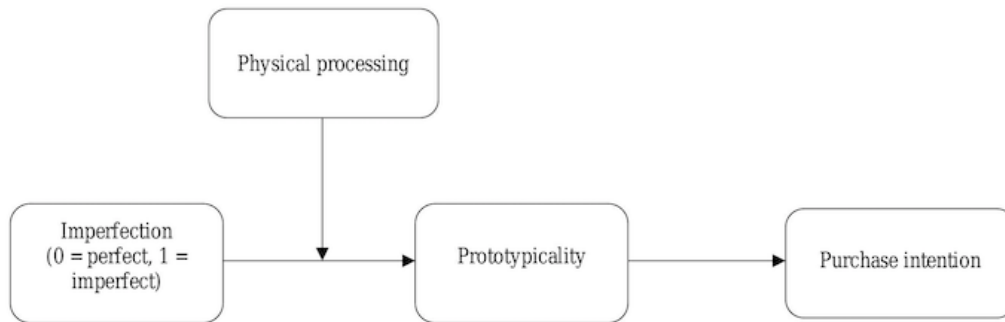 Physical processing
Imperfection
(0 = perfect, 1 =
imperfect)
Prototypicality
Purchase intention